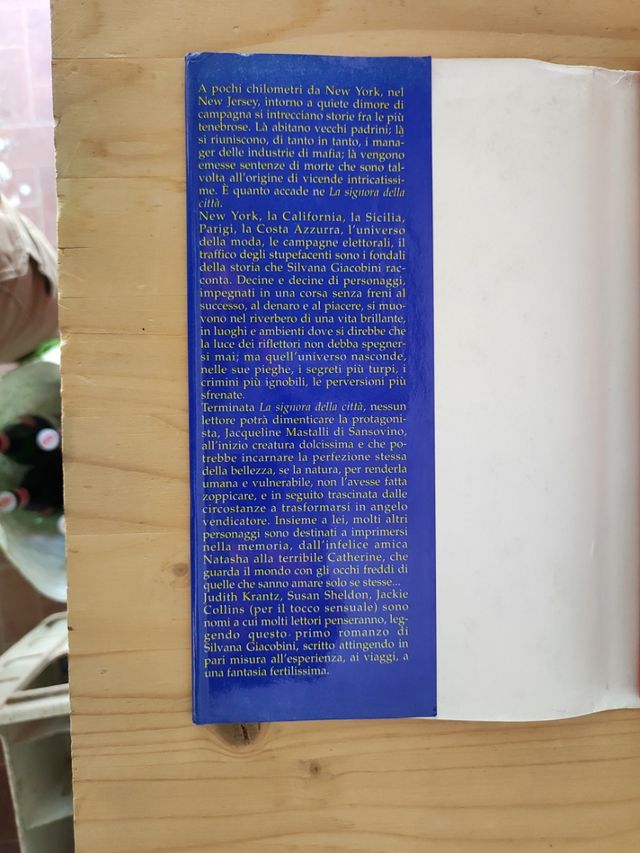 A pochi chilometri da New York, nel
New Jersey, intorno a quiete dimore di
campagna si intrecciano storie fra le più
tenebrose. Là abitano vecchi padrini; là
si riuniscono, di tanto in tanto, i mana-
ger delle industrie di mafia; là vengono
emesse sentenze di morte che sono tal-
volta all'origine di vicende intricatissi-
me. È quanto accade ne La signora della
città.
New York, la California, la Sicilia,
Parigi, la Costa Azzurra, l'universo
della moda, le campagne elettorali, il
traffico degli stupefacenti sono i fondali
della storia che Silvana Giacobini rac-
conta. Decine e decine di personaggi,
impegnati in una corsa senza freni al
successo, al denaro e al piacere, si muo-
vono nel riverbero di una vita brillante,
in luoghi e ambienti dove si direbbe che
la luce dei riflettori non debba spegner-
si mai; ma quell'universo nasconde,
nelle sue pieghe, i segreti più turpi, i
crimini più ignobili, le perversioni più
sfrenate.
Terminata La signora della città, nessun
lettore potrà dimenticare la protagoni-
sta, Jacqueline Mastalli di Sansovino,
all'inizio creatura dolcissima e che po-
trebbe incarnare la perfezione stessa
della bellezza, se la natura, per renderla
umana e vulnerabile, non l'avesse fatta
zoppicare, e in seguito trascinata dalle
circostanze a trasformarsi in angelo
vendicatore. Insieme a lei, molti altri
personaggi sono destinati a imprimersi
nella memoria, dall'infelice amica
Natasha alla terribile Catherine, che
guarda il mondo con gli occhi freddi di
quelle che sanno amare solo se stesse...
Judith Krantz, Susan Sheldon, Jackie
Collins (per il tocco sensuale) sono
nomi a cui molti lettori penseranno, leg-
gendo questo primo romanzo di
Silvana Giacobini, scritto attingendo in
pari misura all'esperienza, ai viaggi, a
una fantasia fertilissima.